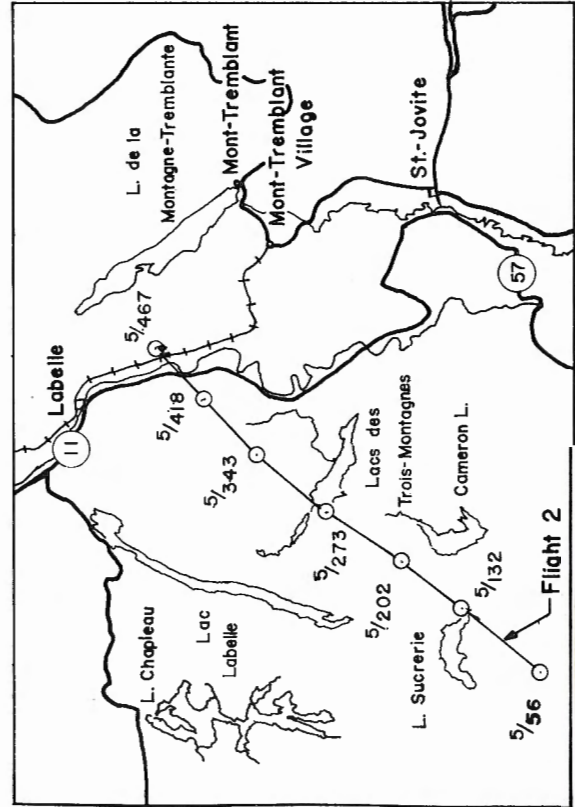 Labelle
11
L. de la
Montagne-Tremblante
5/467
L. Chapleau
Lac
Labelle
5/418
5/343
Mont-Tremblant
Mont-Tremblant
Village
5/273
Lacs des
Trois-Montagnes
5/202
St.-Jovite
L. Sucrerie
Cameron L.
5/132
57
5/56
Flight 2